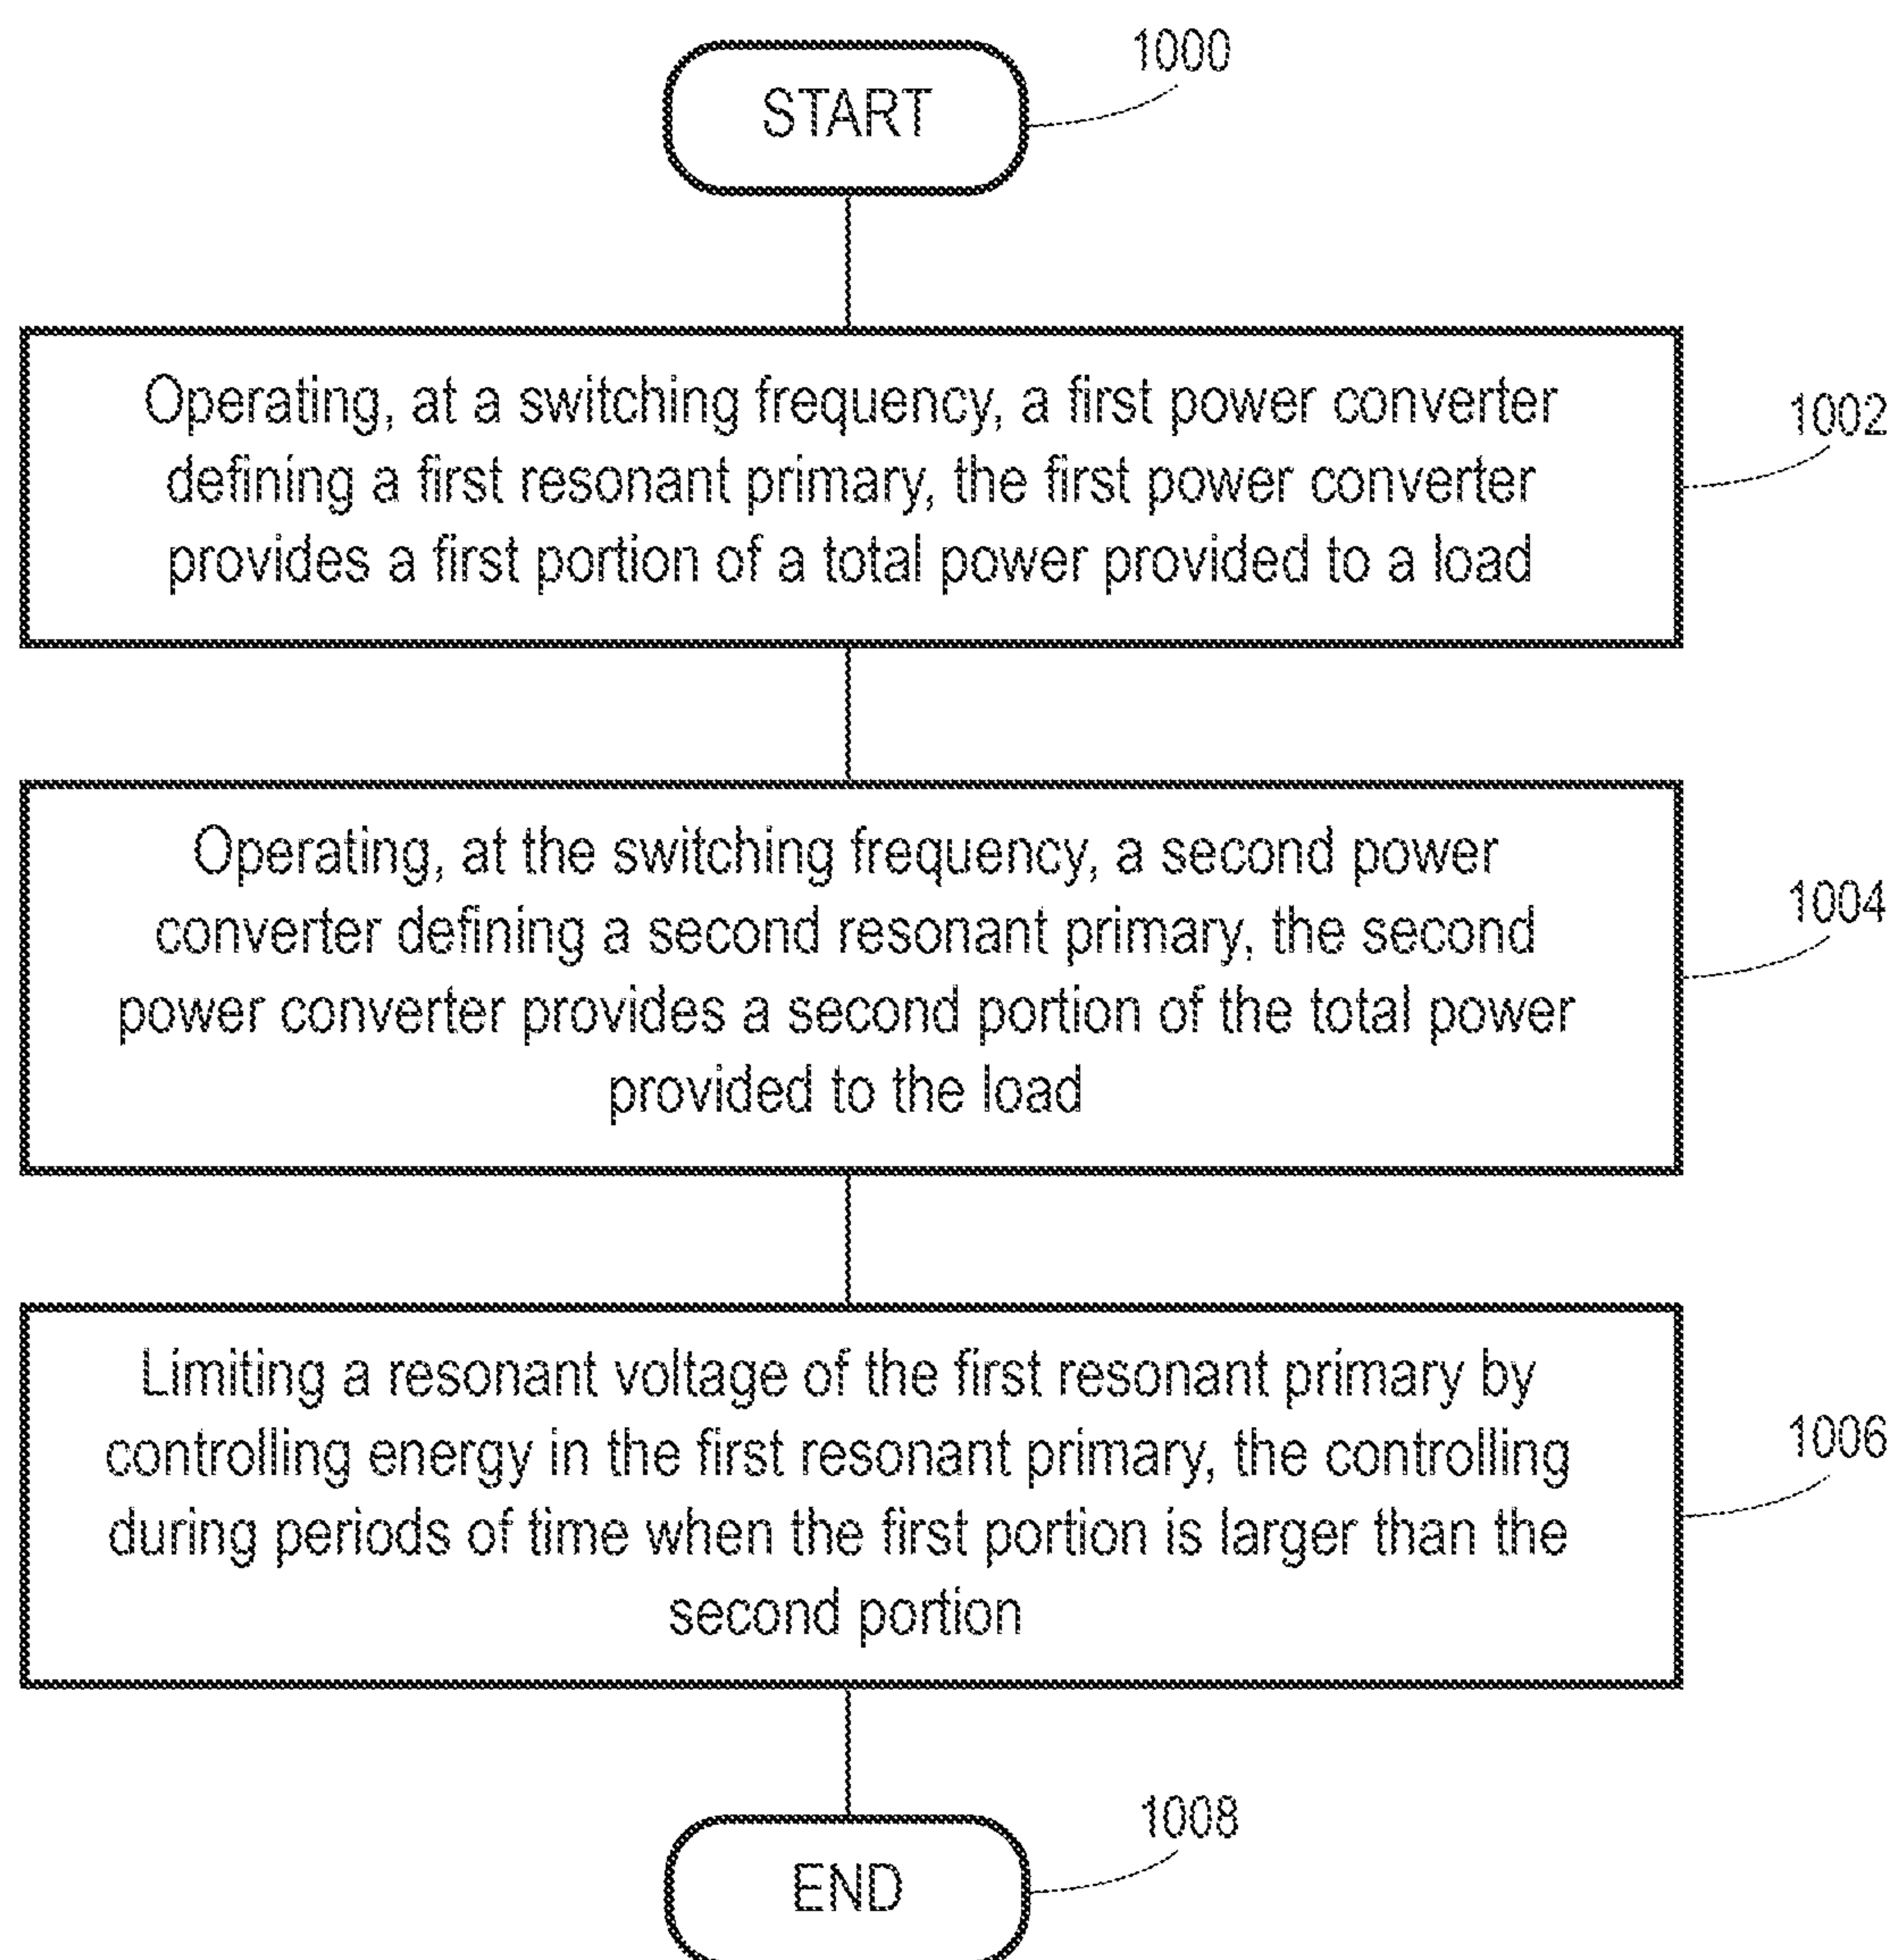 START
1000
Operating, at a switching frequency, a first power converter
defining a first resonant primary, the first power converter
provides a first portion of a total power provided to a load
1002
Operating, at the switching frequency, a second power
converter defining a second resonant primary, the second
power converter provides a second portion of the total power
provided to the load
1004
Limiting a resonant voltage of the first resonant primary by
controlling energy in the first resonant primary, the controlling
during periods of time when the first portion is larger than the
second portion
1006
END
1008